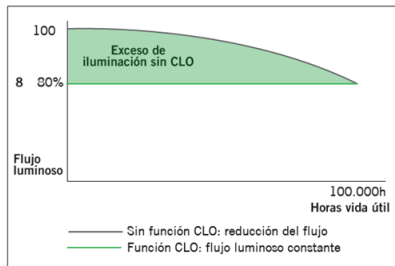 100
Exceso de
iluminación sin CLO
8 80%
Flujo
luminoso
100.000h
Horas vida útil
Sin función CLO: reducción del flujo
Función CLO: flujo luminoso constante